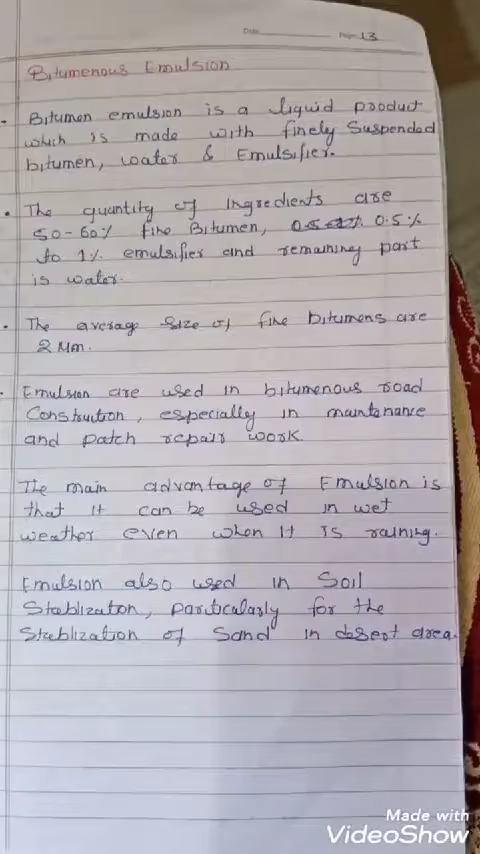 Date
Page 13
Bitumenous Emulsion
Bitumen emulsion is a liquid product
which is made with finely Suspended
bitumen, water & Emulsifier.
The quantity of Ingredients are
50-60% fine Bitumen, 0.5%
to 1% emulsifier and remaining part
is water.
The average size of fine bitumens are
2 Mm.
Emulsion are used in bitumenous road
Construtión, especially in maintenance
and patch repair work
The main advantage of Emulsion is
that It can be used in wet
weather even when It Is raining.
Emulsion also used in Soil
Stablization, particularly for the
Stablization of Sand in desert area.
Made with
VideoShow